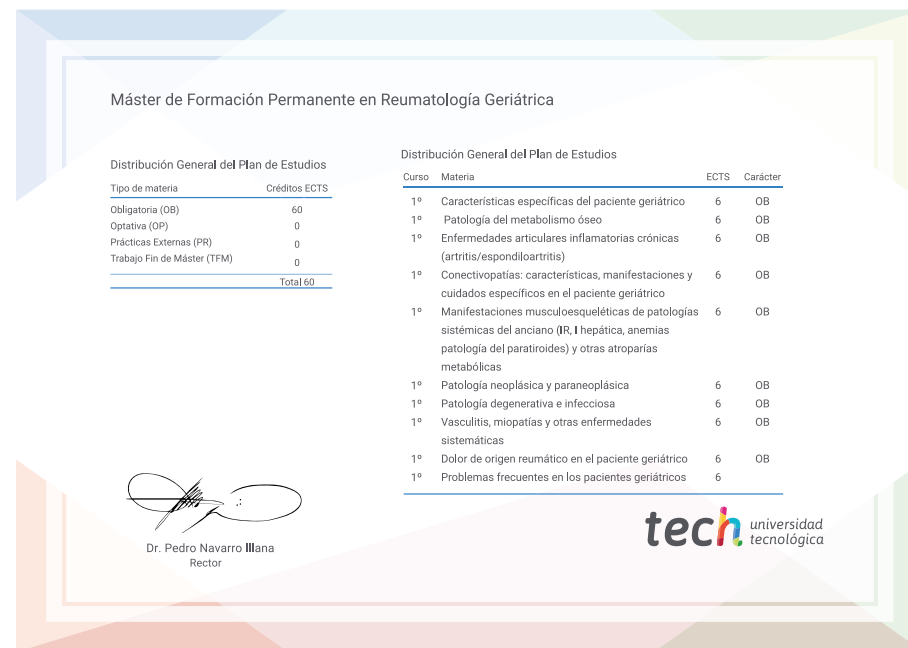 Máster de Formación Permanente en Reumatología Geriátrica
Distribución General del Plan de Estudios
Tipo de materia Créditos ECTS
Obligatoria (OB) 60
Optativa (OP) 0
Prácticas Externas (PR) 0
Trabajo Fin de Máster (TFM) 0
Total 60
Distribución General del Plan de Estudios
Curso Materia ECTS Carácter
1º Características específicas del paciente geriátrico 6 OB
1º Patología del metabolismo óseo 6 OB
1º Enfermedades articulares inflamatorias crónicas 6 OB
(artritis/espondiloartritis)
1º Conectivopatías: características, manifestaciones y 6 OB
cuidados específicos en el paciente geriátrico
1º Manifestaciones musculoesqueléticas de patologías 6 OB
sistémicas del anciano (IR, I hepática, anemias
patología del paratiroides) y otras atroparías
metabólicas
1º Patología neoplásica y paraneoplásica 6 OB
1º Patología degenerativa e infecciosa 6 OB
1º Vasculitis, miopatías y otras enfermedades 6 OB
sistemáticas
1º Dolor de origen reumático en el paciente geriátrico 6 OB
1º Problemas frecuentes en los pacientes geriátricos 6
Dr. Pedro Navarro Illana
Rector
tech universidad
tecnológica